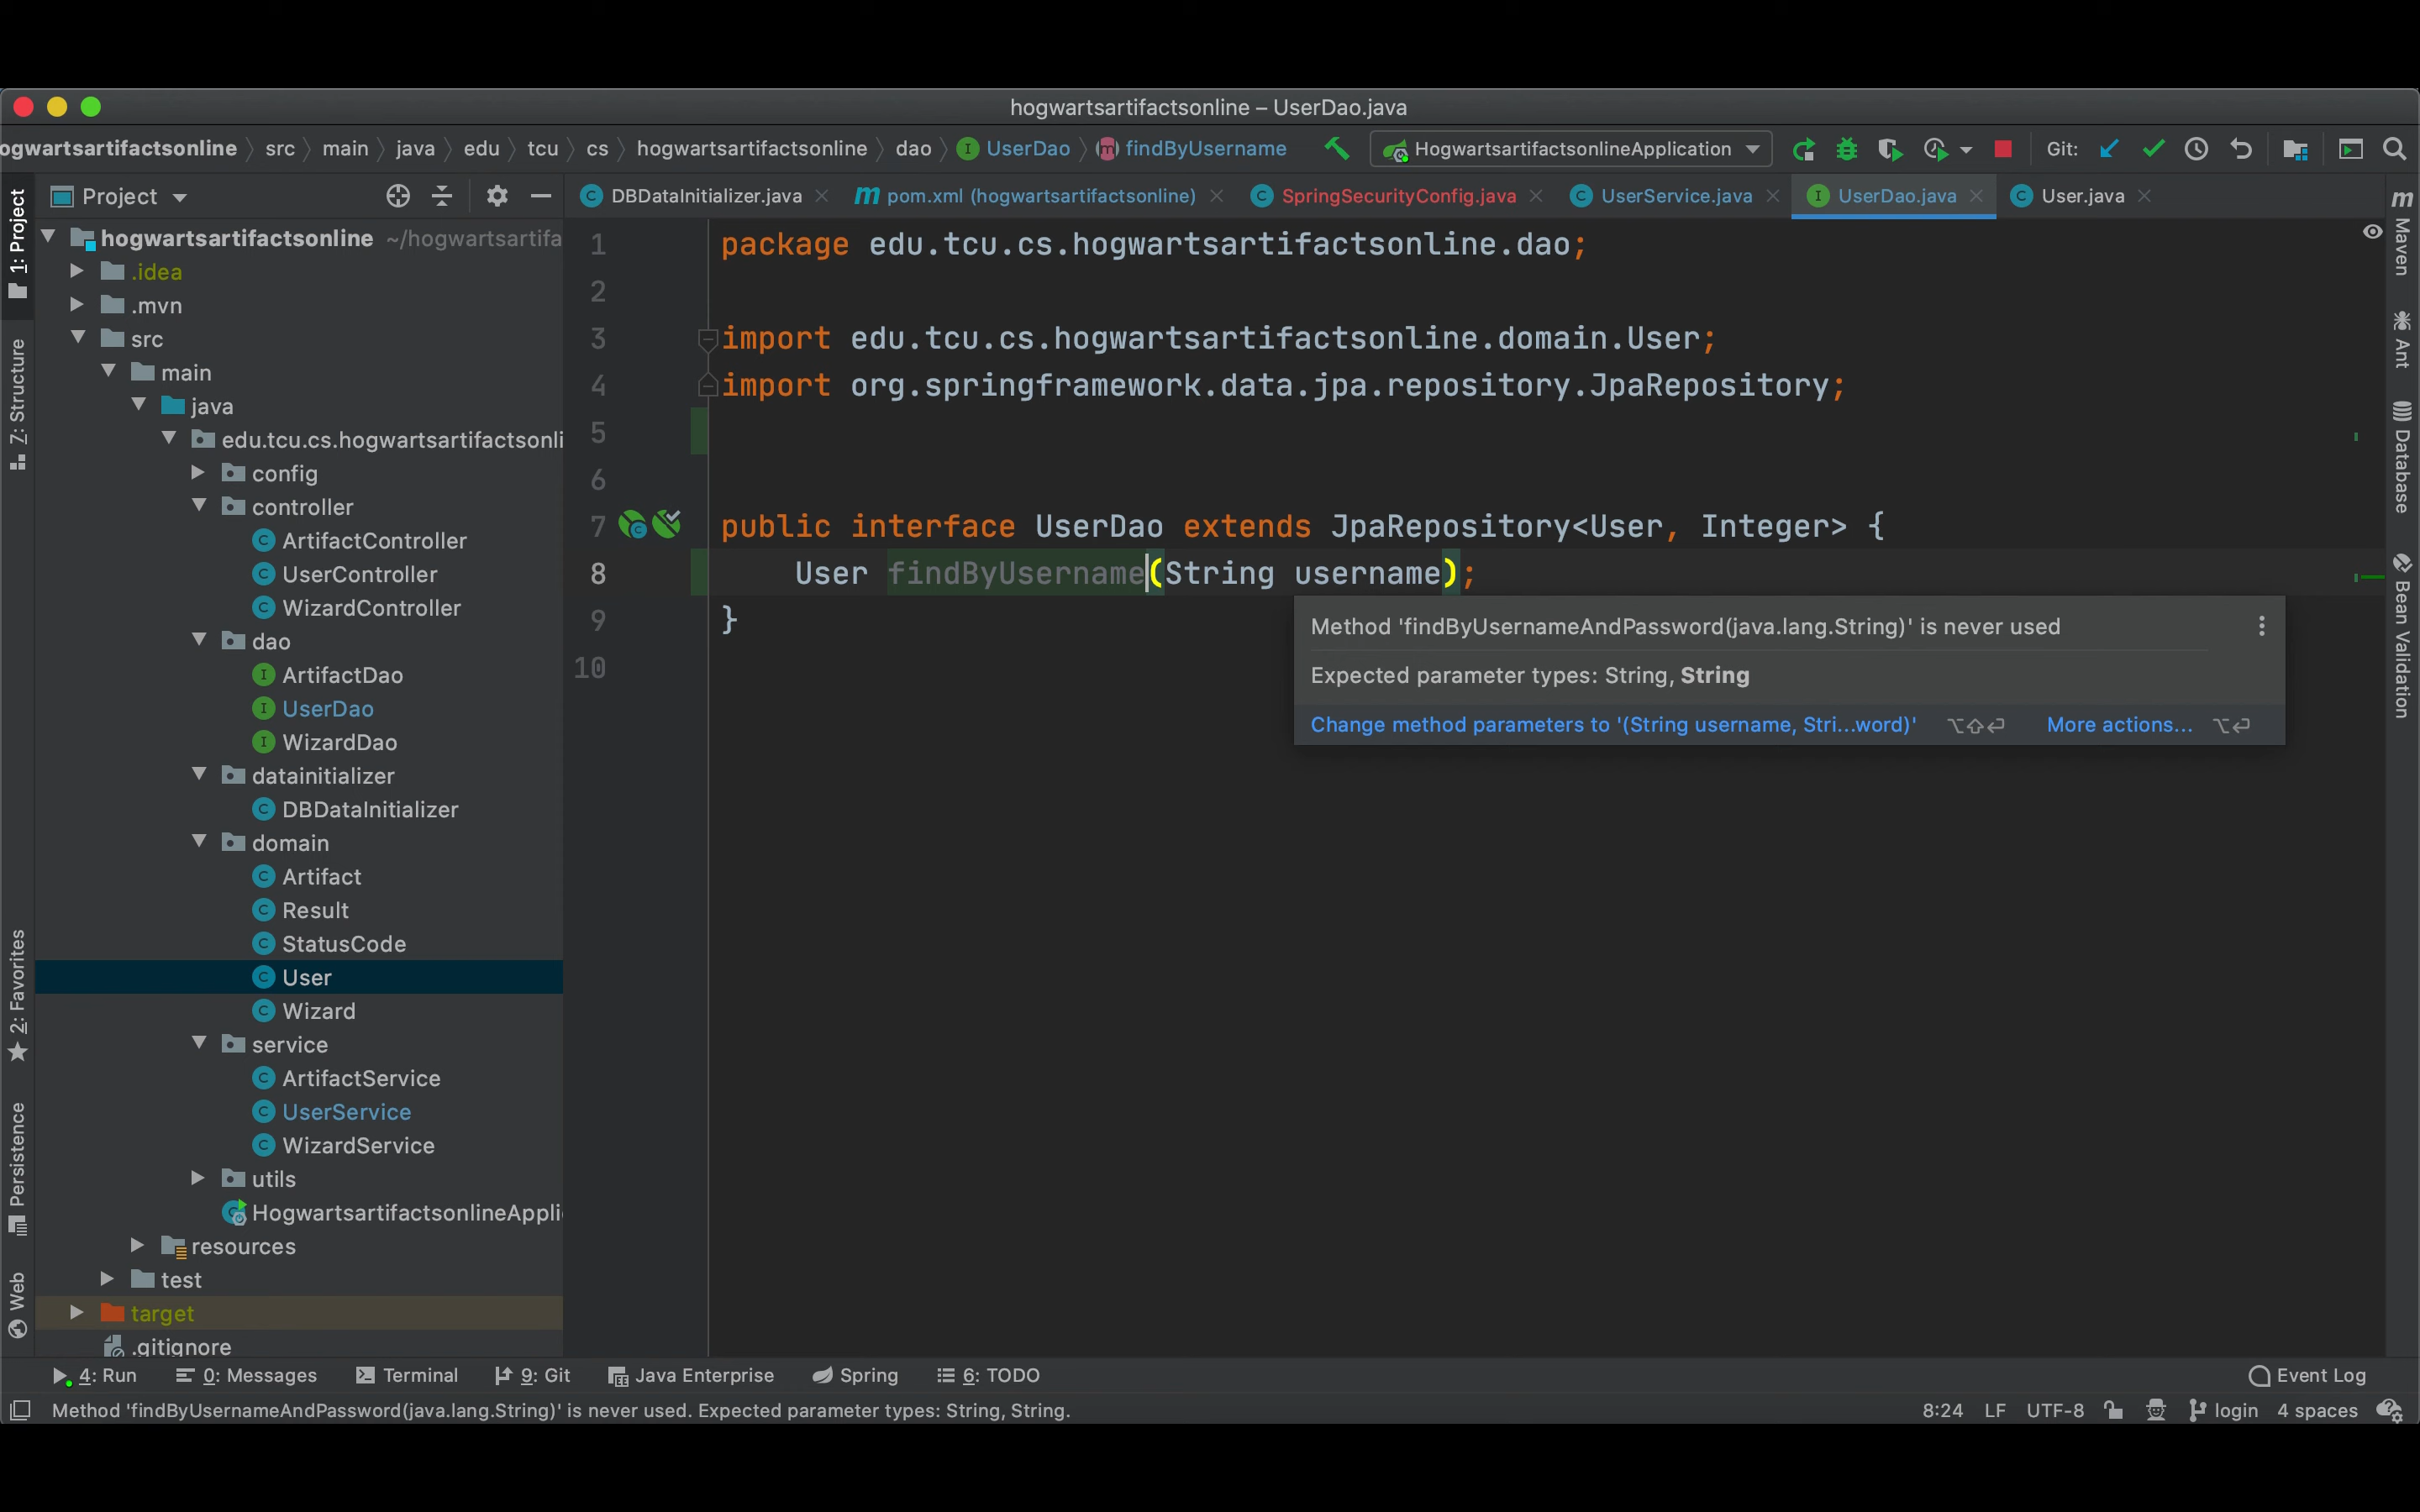 hogwartsartifactsonline – UserDao.java
ogwartsartifactsonline src main java edu tcu cs hogwartsartifactsonline dao UserDao findByUsername HogwartsartifactsonlineApplication Git:
1: Project
Z: Structure
2: Favorites
Persistence
Web
Project
DBDataInitializer.java pom.xml (hogwartsartifactsonline) SpringSecurityConfig.java UserService.java UserDao.java User.java
hogwartsartifactsonline ~/hogwartsartifa
.idea
.mvn
src
main
java
edu.tcu.cs.hogwartsartifactsonli
config
controller
ArtifactController
UserController
WizardController
dao
ArtifactDao
UserDao
WizardDao
datainitializer
DBDataInitializer
domain
Artifact
Result
StatusCode
User
Wizard
service
ArtifactService
UserService
WizardService
utils
HogwartsartifactsonlineAppli
resources
test
target
.gitignore
1 package edu.tcu.cs.hogwartsartifactsonline.dao;
2
3 import edu.tcu.cs.hogwartsartifactsonline.domain.User;
4 import org.springframework.data.jpa.repository.JpaRepository;
5
6
7 public interface UserDao extends JpaRepository<User, Integer> {
8 User findByUsername(String username);
9 }
10
Method 'findByUsernameAndPassword(java.lang.String)' is never used
Expected parameter types: String, String
Change method parameters to '(String username, Stri...word)' ⌥⇧⏎ More actions... ⌥⏎
Maven
Ant
Database
Bean Validation
4: Run 0: Messages Terminal 9: Git Java Enterprise Spring 6: TODO Event Log
Method 'findByUsernameAndPassword(java.lang.String)' is never used. Expected parameter types: String, String. 8:24 LF UTF-8 login 4 spaces